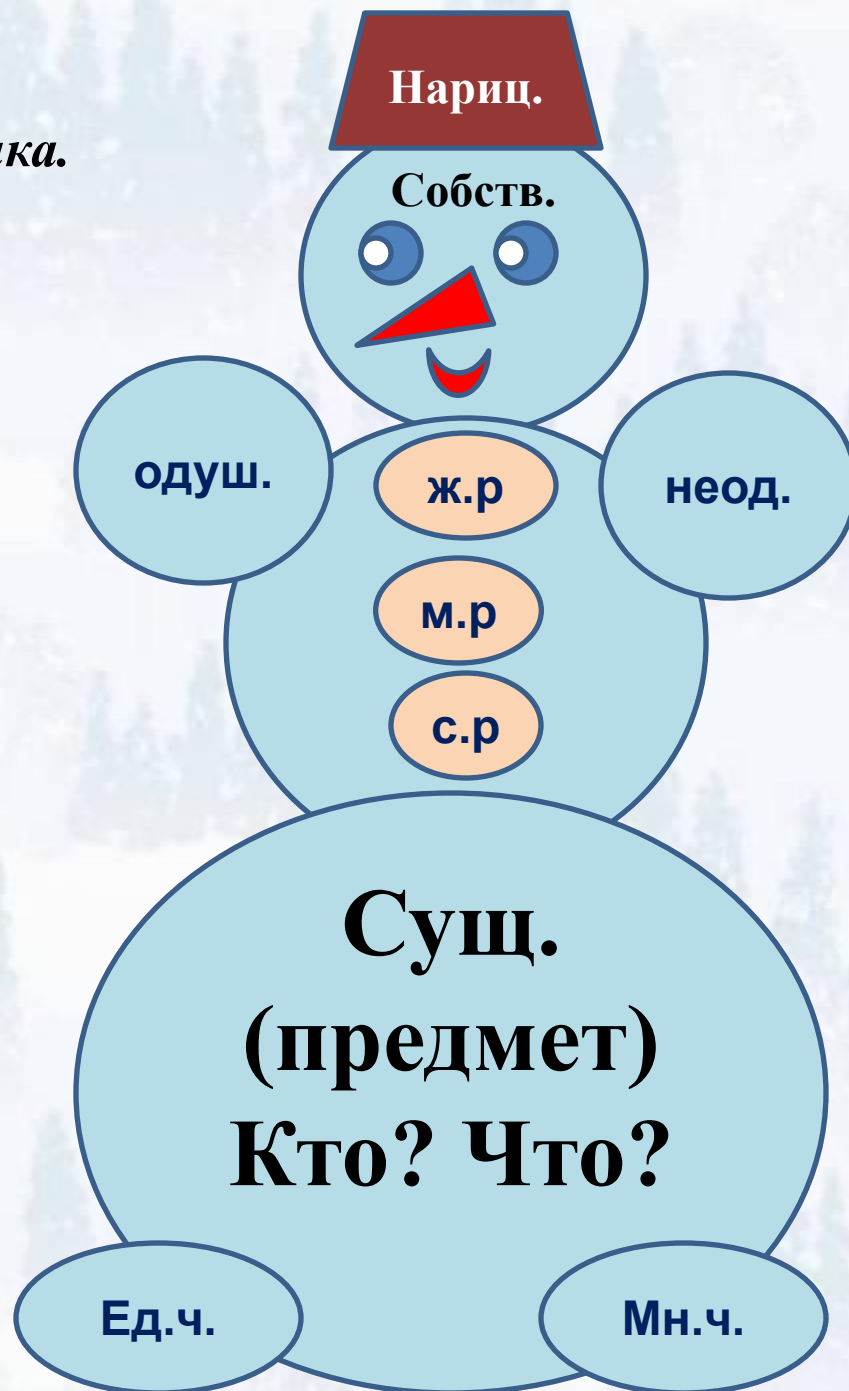 Нариц.
Собств.
одуш.
ж.р
неод.
м.р
с.р
Сущ.
(предмет)
Кто? Что?
Ед.ч.
Мн.ч.